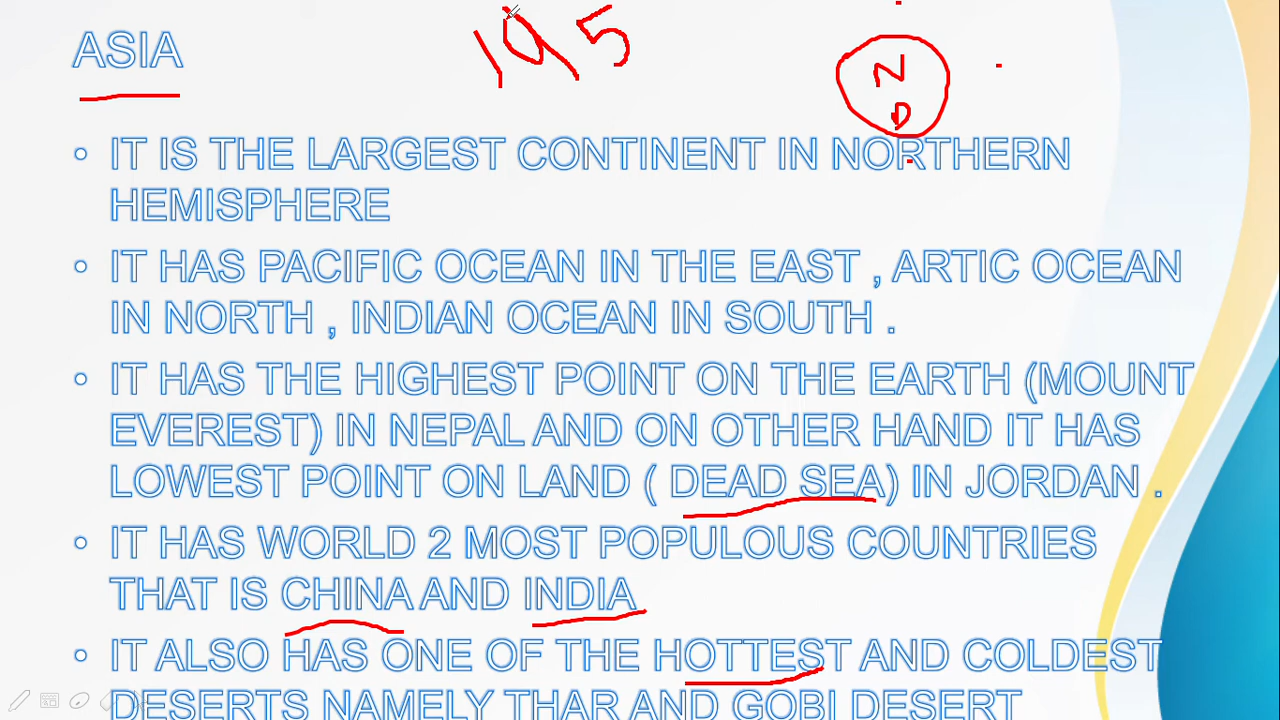 195
N
D
ASIA
• IT IS THE LARGEST CONTINENT IN NORTHERN
HEMISPHERE
• IT HAS PACIFIC OCEAN IN THE EAST , ARTIC OCEAN
IN NORTH , INDIAN OCEAN IN SOUTH .
• IT HAS THE HIGHEST POINT ON THE EARTH (MOUNT
EVEREST) IN NEPAL AND ON OTHER HAND IT HAS
LOWEST POINT ON LAND ( DEAD SEA) IN JORDAN .
• IT HAS WORLD 2 MOST POPULOUS COUNTRIES
THAT IS CHINA AND INDIA
• IT ALSO HAS ONE OF THE HOTTEST AND COLDEST
DESERTS NAMELY THAR AND GOBI DESERT